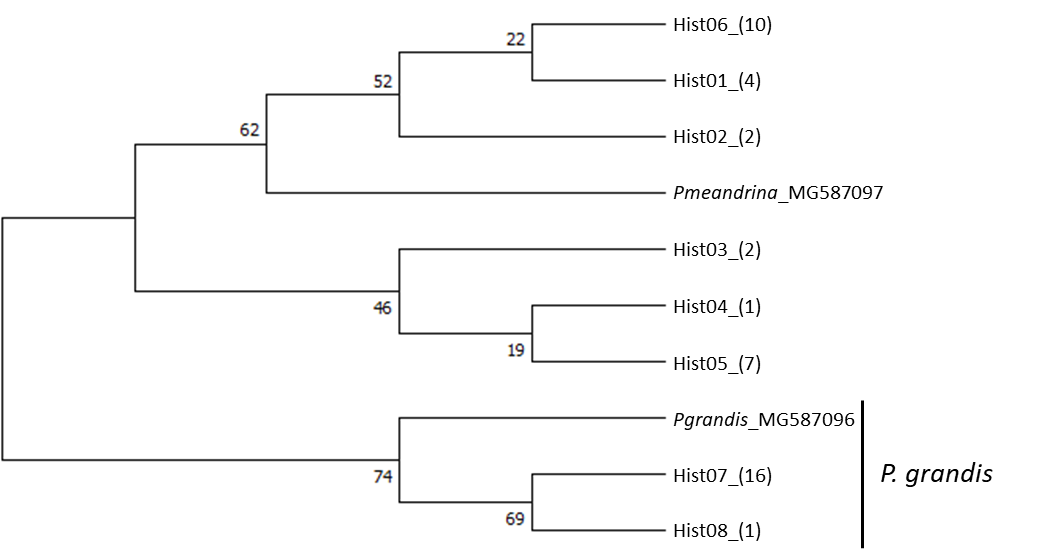 Hist06_(10)
22
Hist01_(4)
52
62
Hist02_(2)
Pmeandrina_MG587097
Hist03_(2)
46
Hist04_(1)
19
Hist05_(7)
Pgrandis_MG587096
74
Hist07_(16)
P. grandis
69
Hist08_(1)